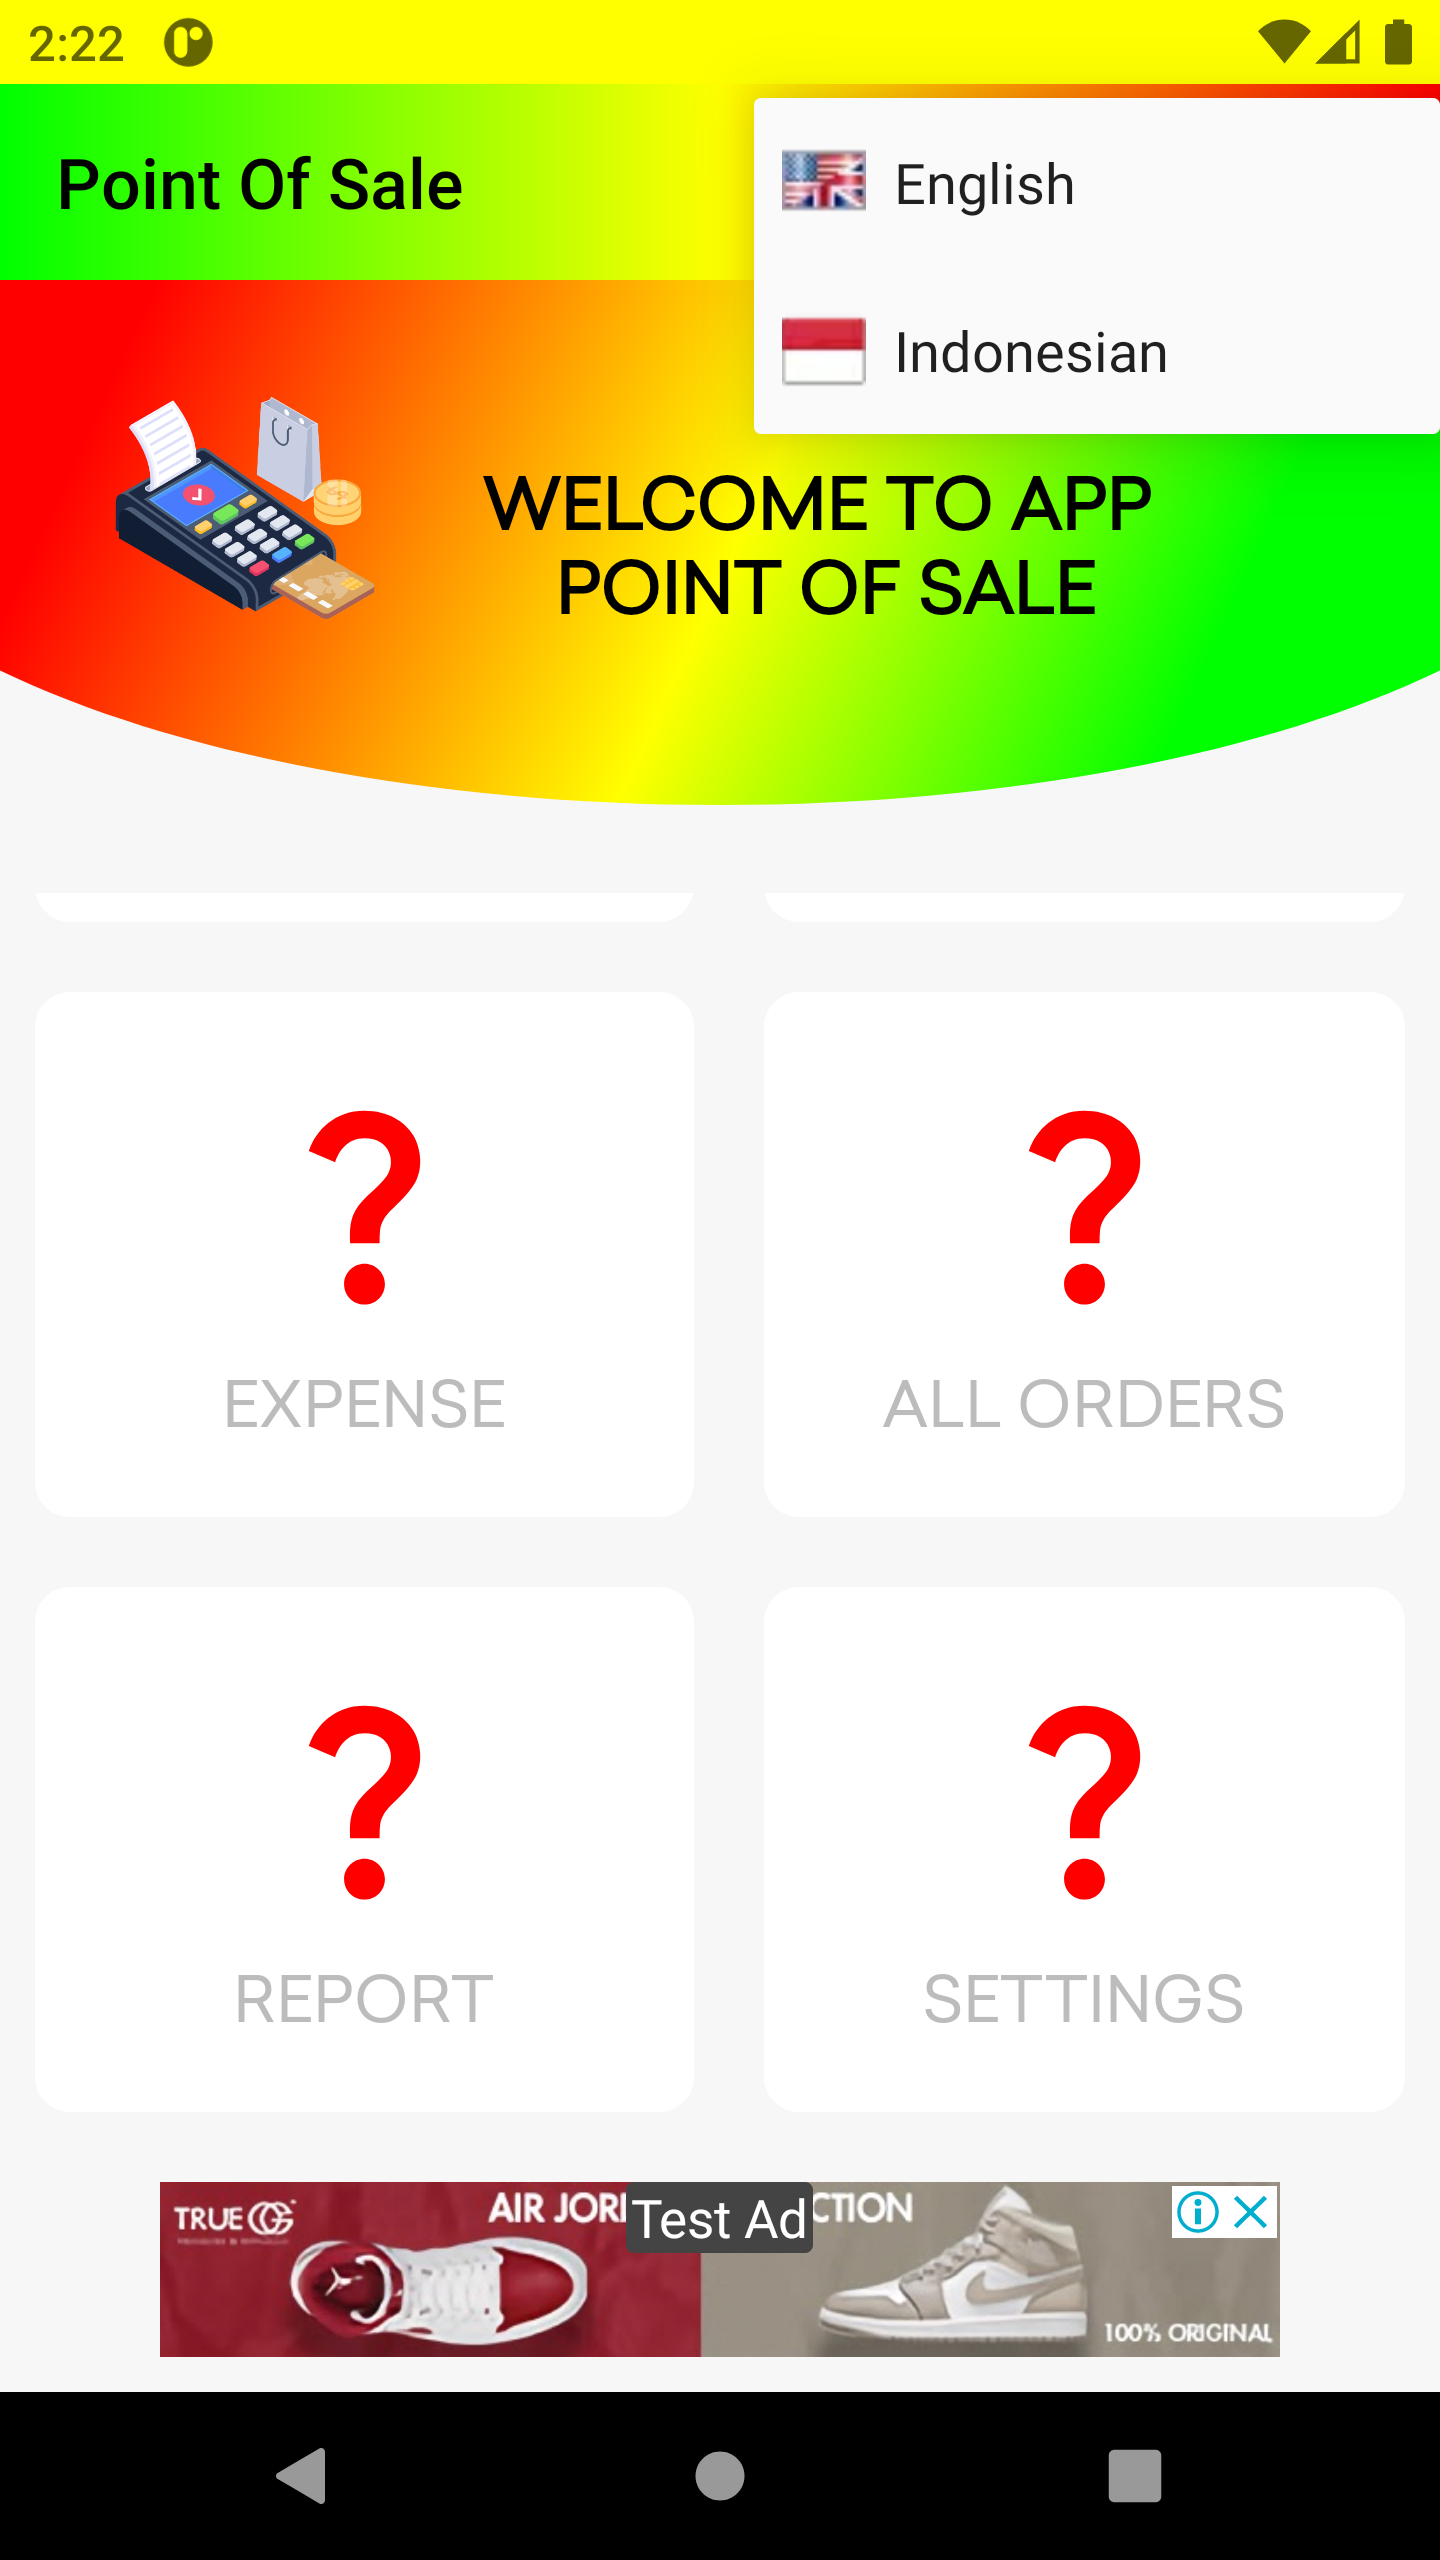 2:22
Point Of Sale
English
Indonesian
WELCOME TO APP
POINT OF SALE
?
?
EXPENSE
ALL ORDERS
?
?
REPORT
SETTINGS
TRUE
AIR JOR
Test Ad
CTION
100% ORIGINAL